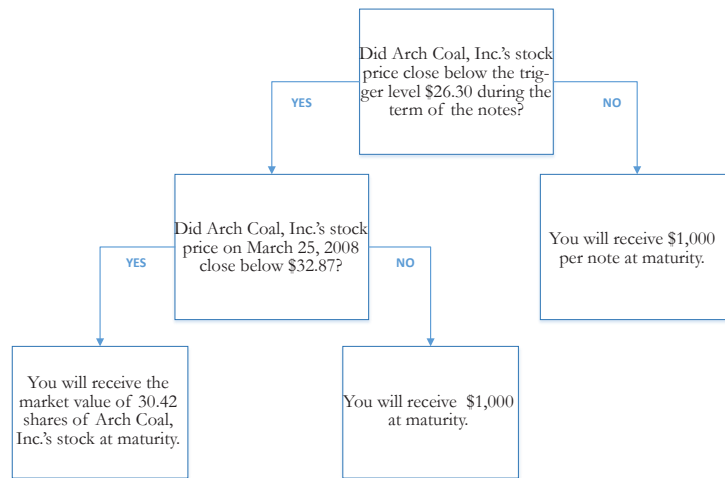 Did Arch Coal, Inc.'s stock
price close below the trig-
ger level $26.30 during the
term of the notes?
YES
NO
Did Arch Coal, Inc.'s stock
price on March 25, 2008
close below $32.87?
You will receive $1,000
per note at maturity.
YES
NO
You will receive the
market value of 30.42
shares of Arch Coal,
Inc.'s stock at maturity.
You will receive $1,000
at maturity.